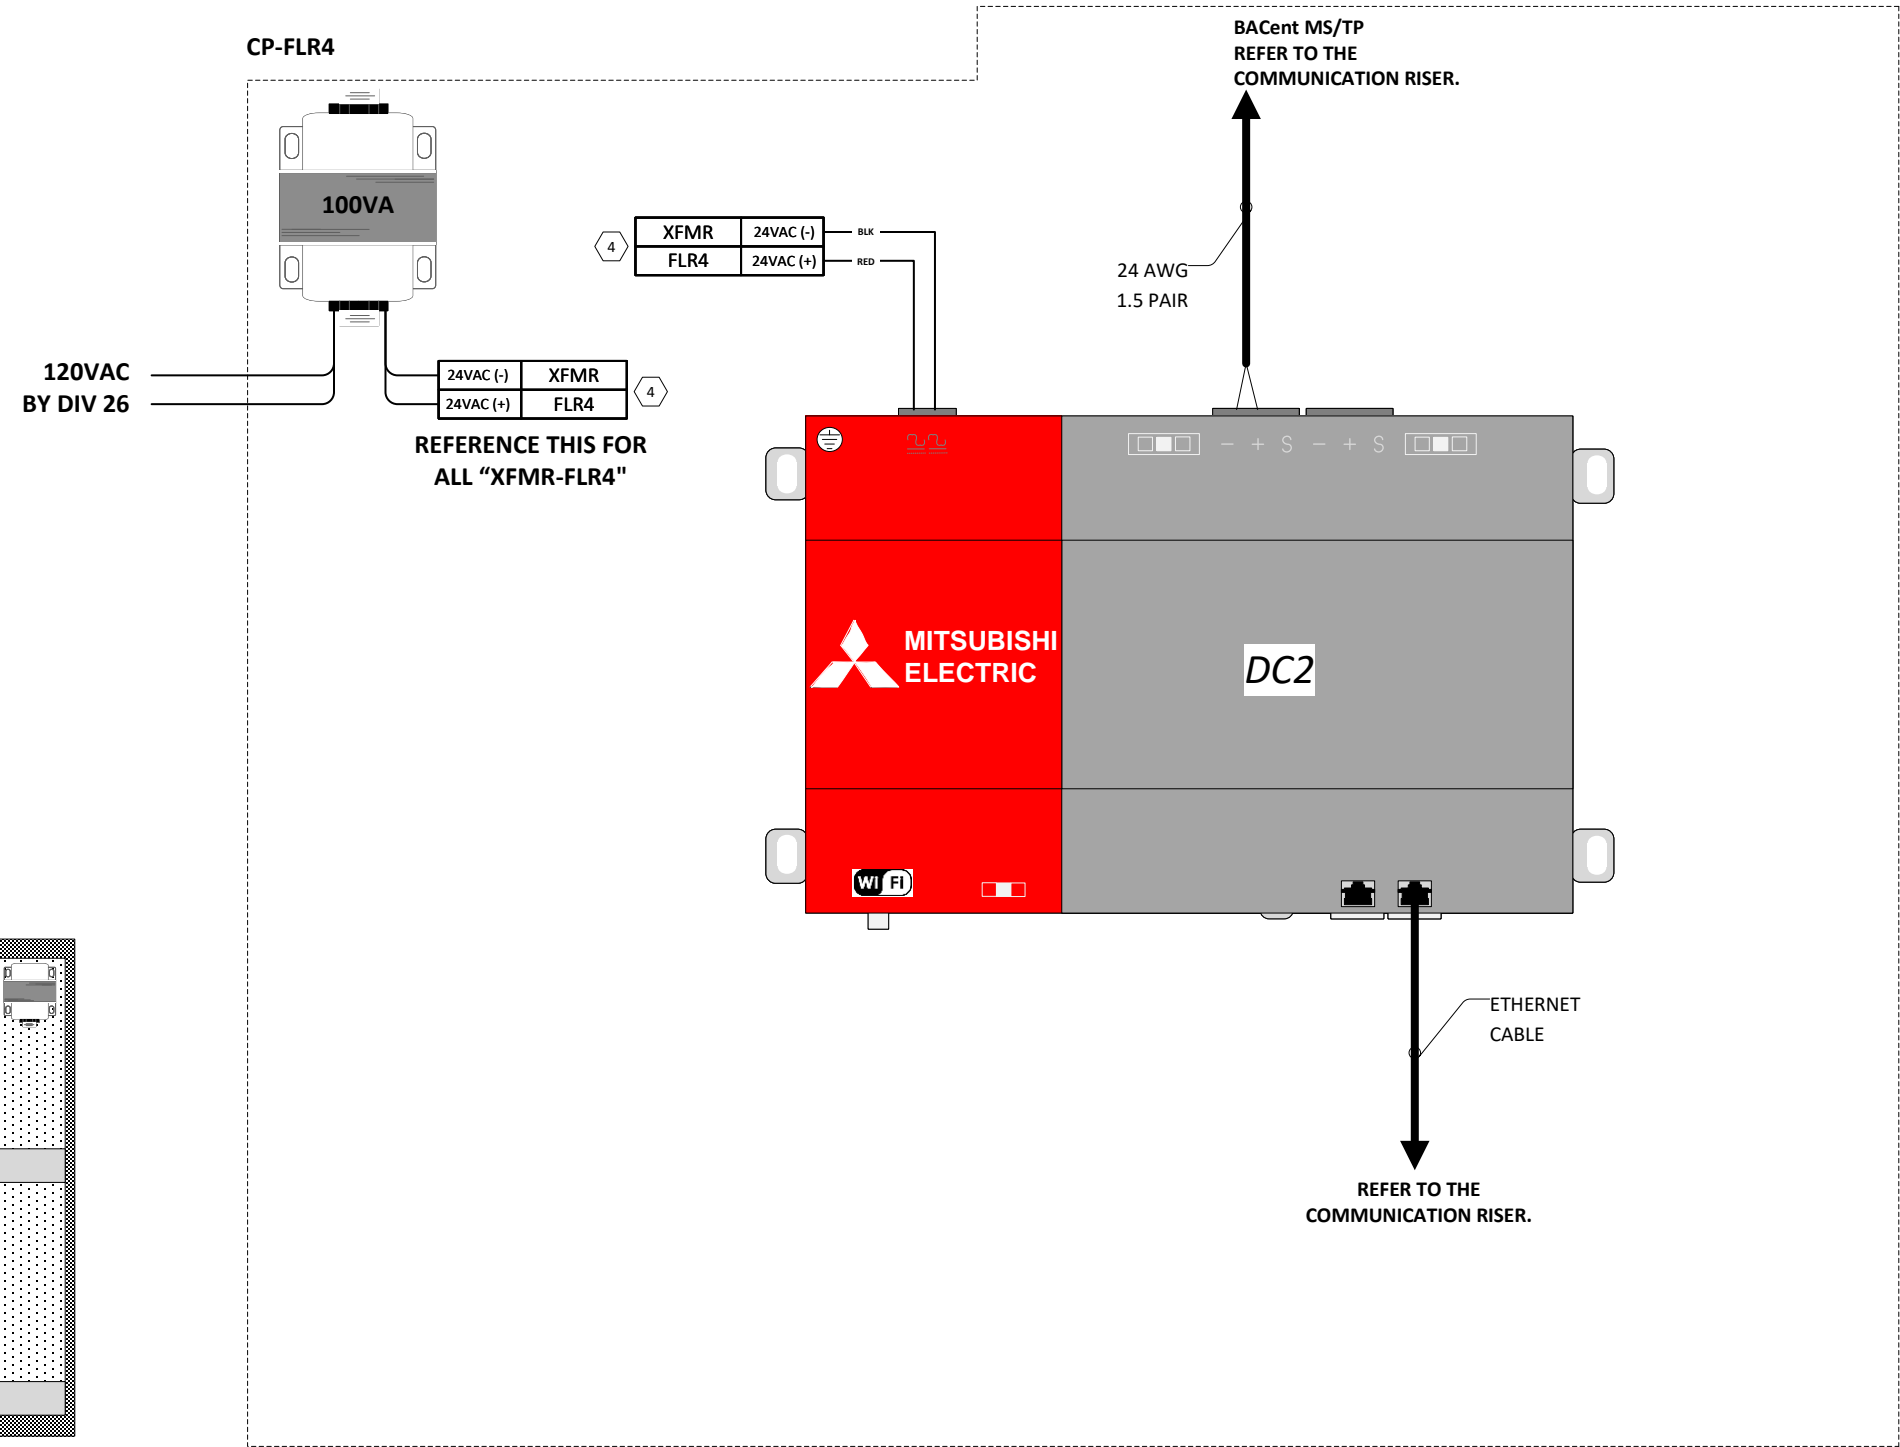 CP-FLR4
BACent MS/TP
REFER TO THE
COMMUNICATION RISER.
100VA
XFMR 24VAC (-) BLK
4
FLR4 24VAC (+) RED
24 AWG
1.5 PAIR
120VAC
BY DIV 26
24VAC (-) XFMR
4
24VAC (+) FLR4
REFERENCE THIS FOR
ALL “XFMR-FLR4"
- + S - + S
MITSUBISHI
ELECTRIC
DC2
Wi Fi
ETHERNET
CABLE
REFER TO THE
COMMUNICATION RISER.